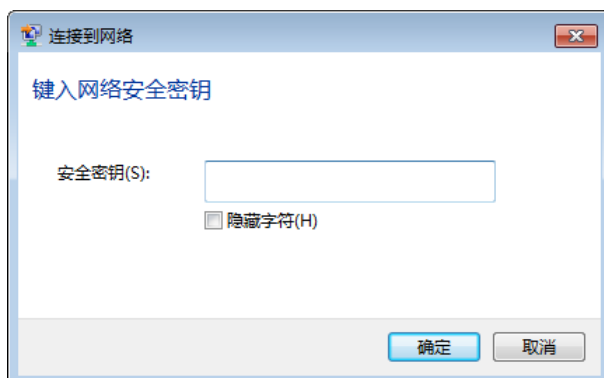 连接到网络
键入网络安全密钥
安全密钥(S):
隐藏字符(H)
确定
取消